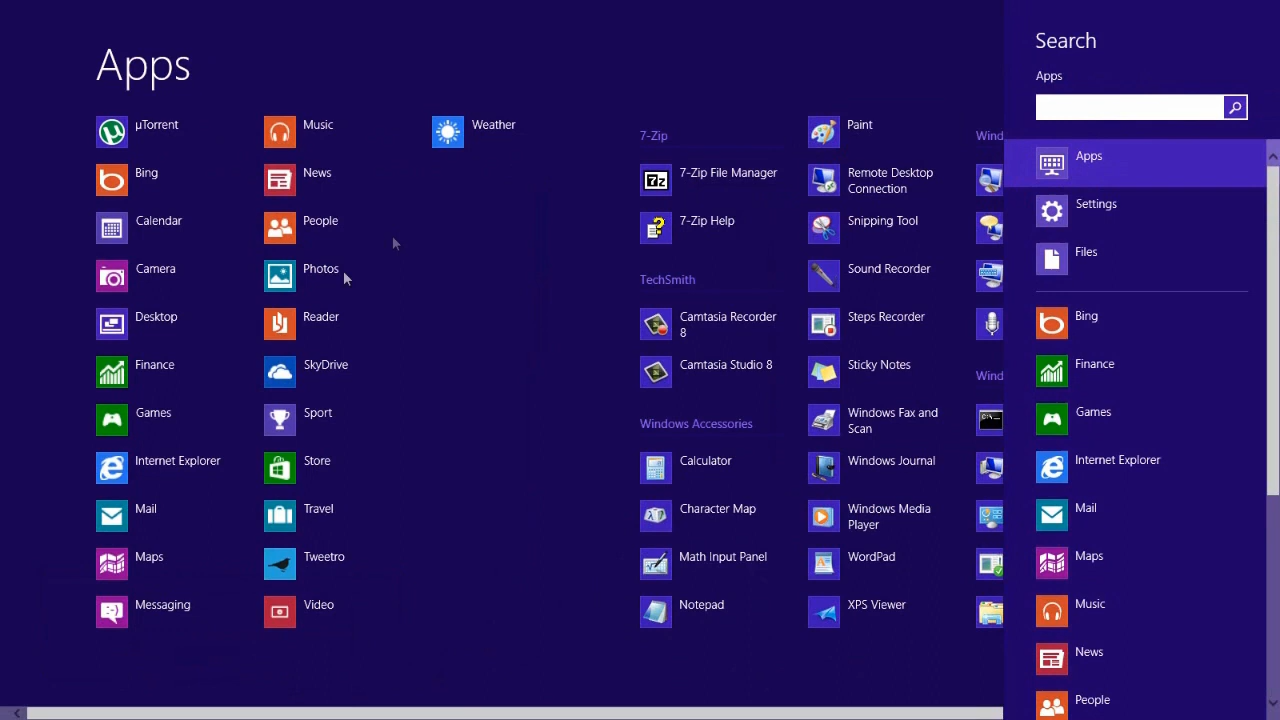 Apps
µTorrent
Bing
Calendar
Camera
Desktop
Finance
Games
Internet Explorer
Mail
Maps
Messaging
Music
News
People
Photos
Reader
SkyDrive
Sport
Store
Travel
Tweetro
Video
Weather
7-Zip
7z
7-Zip File Manager
7-Zip Help
TechSmith
Camtasia Recorder
8
Camtasia Studio 8
Windows Accessories
Calculator
Character Map
Math Input Panel
Notepad
Paint
Remote Desktop
Connection
Snipping Tool
Sound Recorder
Steps Recorder
Sticky Notes
Windows Fax and
Scan
Windows Journal
Windows Media
Player
WordPad
XPS Viewer
Wind
Wind
Search
Apps
Apps
Settings
Files
Bing
Finance
Games
Internet Explorer
Mail
Maps
Music
News
People